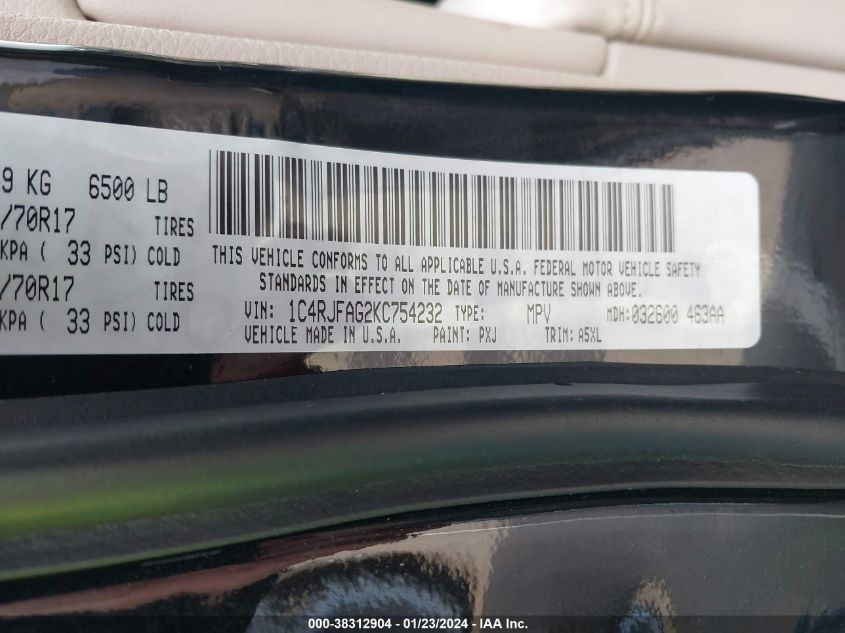 9 KG 6500 LB
/70R17 TIRES
KPA ( 33 PSI) COLD
/70R17 TIRES
KPA ( 33 PSI) COLD
THIS VEHICLE CONFORMS TO ALL APPLICABLE U.S.A. FEDERAL MOTOR VEHICLE SAFETY
STANDARDS IN EFFECT ON THE DATE OF MANUFACTURE SHOWN ABOVE.
VIN: 1C4RJFAG2KC754232 TYPE: MPV MDH: 032600 463AA
VEHICLE MADE IN U.S.A. PAINT: PXJ TRIM: A5XL
000-38312904 - 01/23/2024 - IAA Inc.